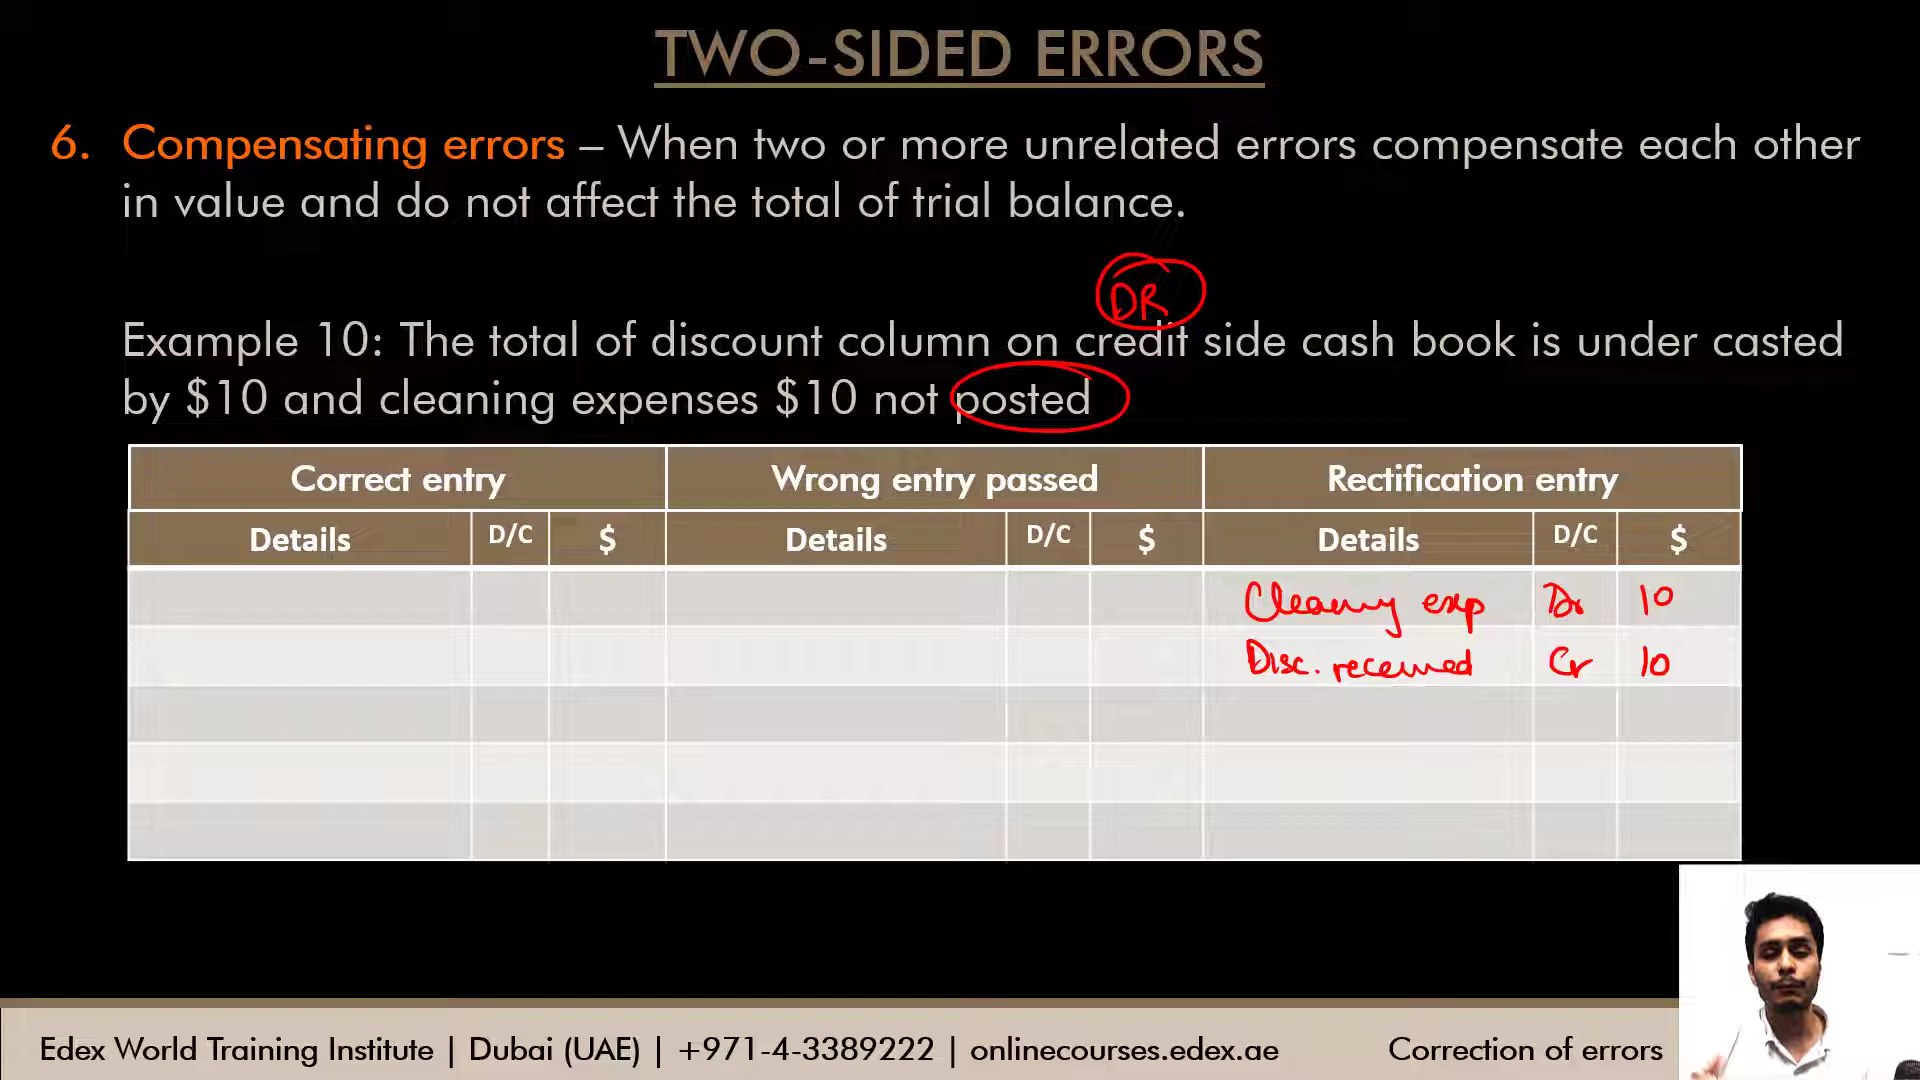 TWO-SIDED ERRORS
6. Compensating errors – When two or more unrelated errors compensate each other
in value and do not affect the total of trial balance.
DR
Example 10: The total of discount column on credit side cash book is under casted
by $10 and cleaning expenses $10 not posted
Correct entry Wrong entry passed Rectification entry
Details D/C $ Details D/C $ Details D/C $
Cleaning exp Dr 10
Disc. received Cr 10
Edex World Training Institute | Dubai (UAE) | +971-4-3389222 | onlinecourses.edex.ae Correction of errors